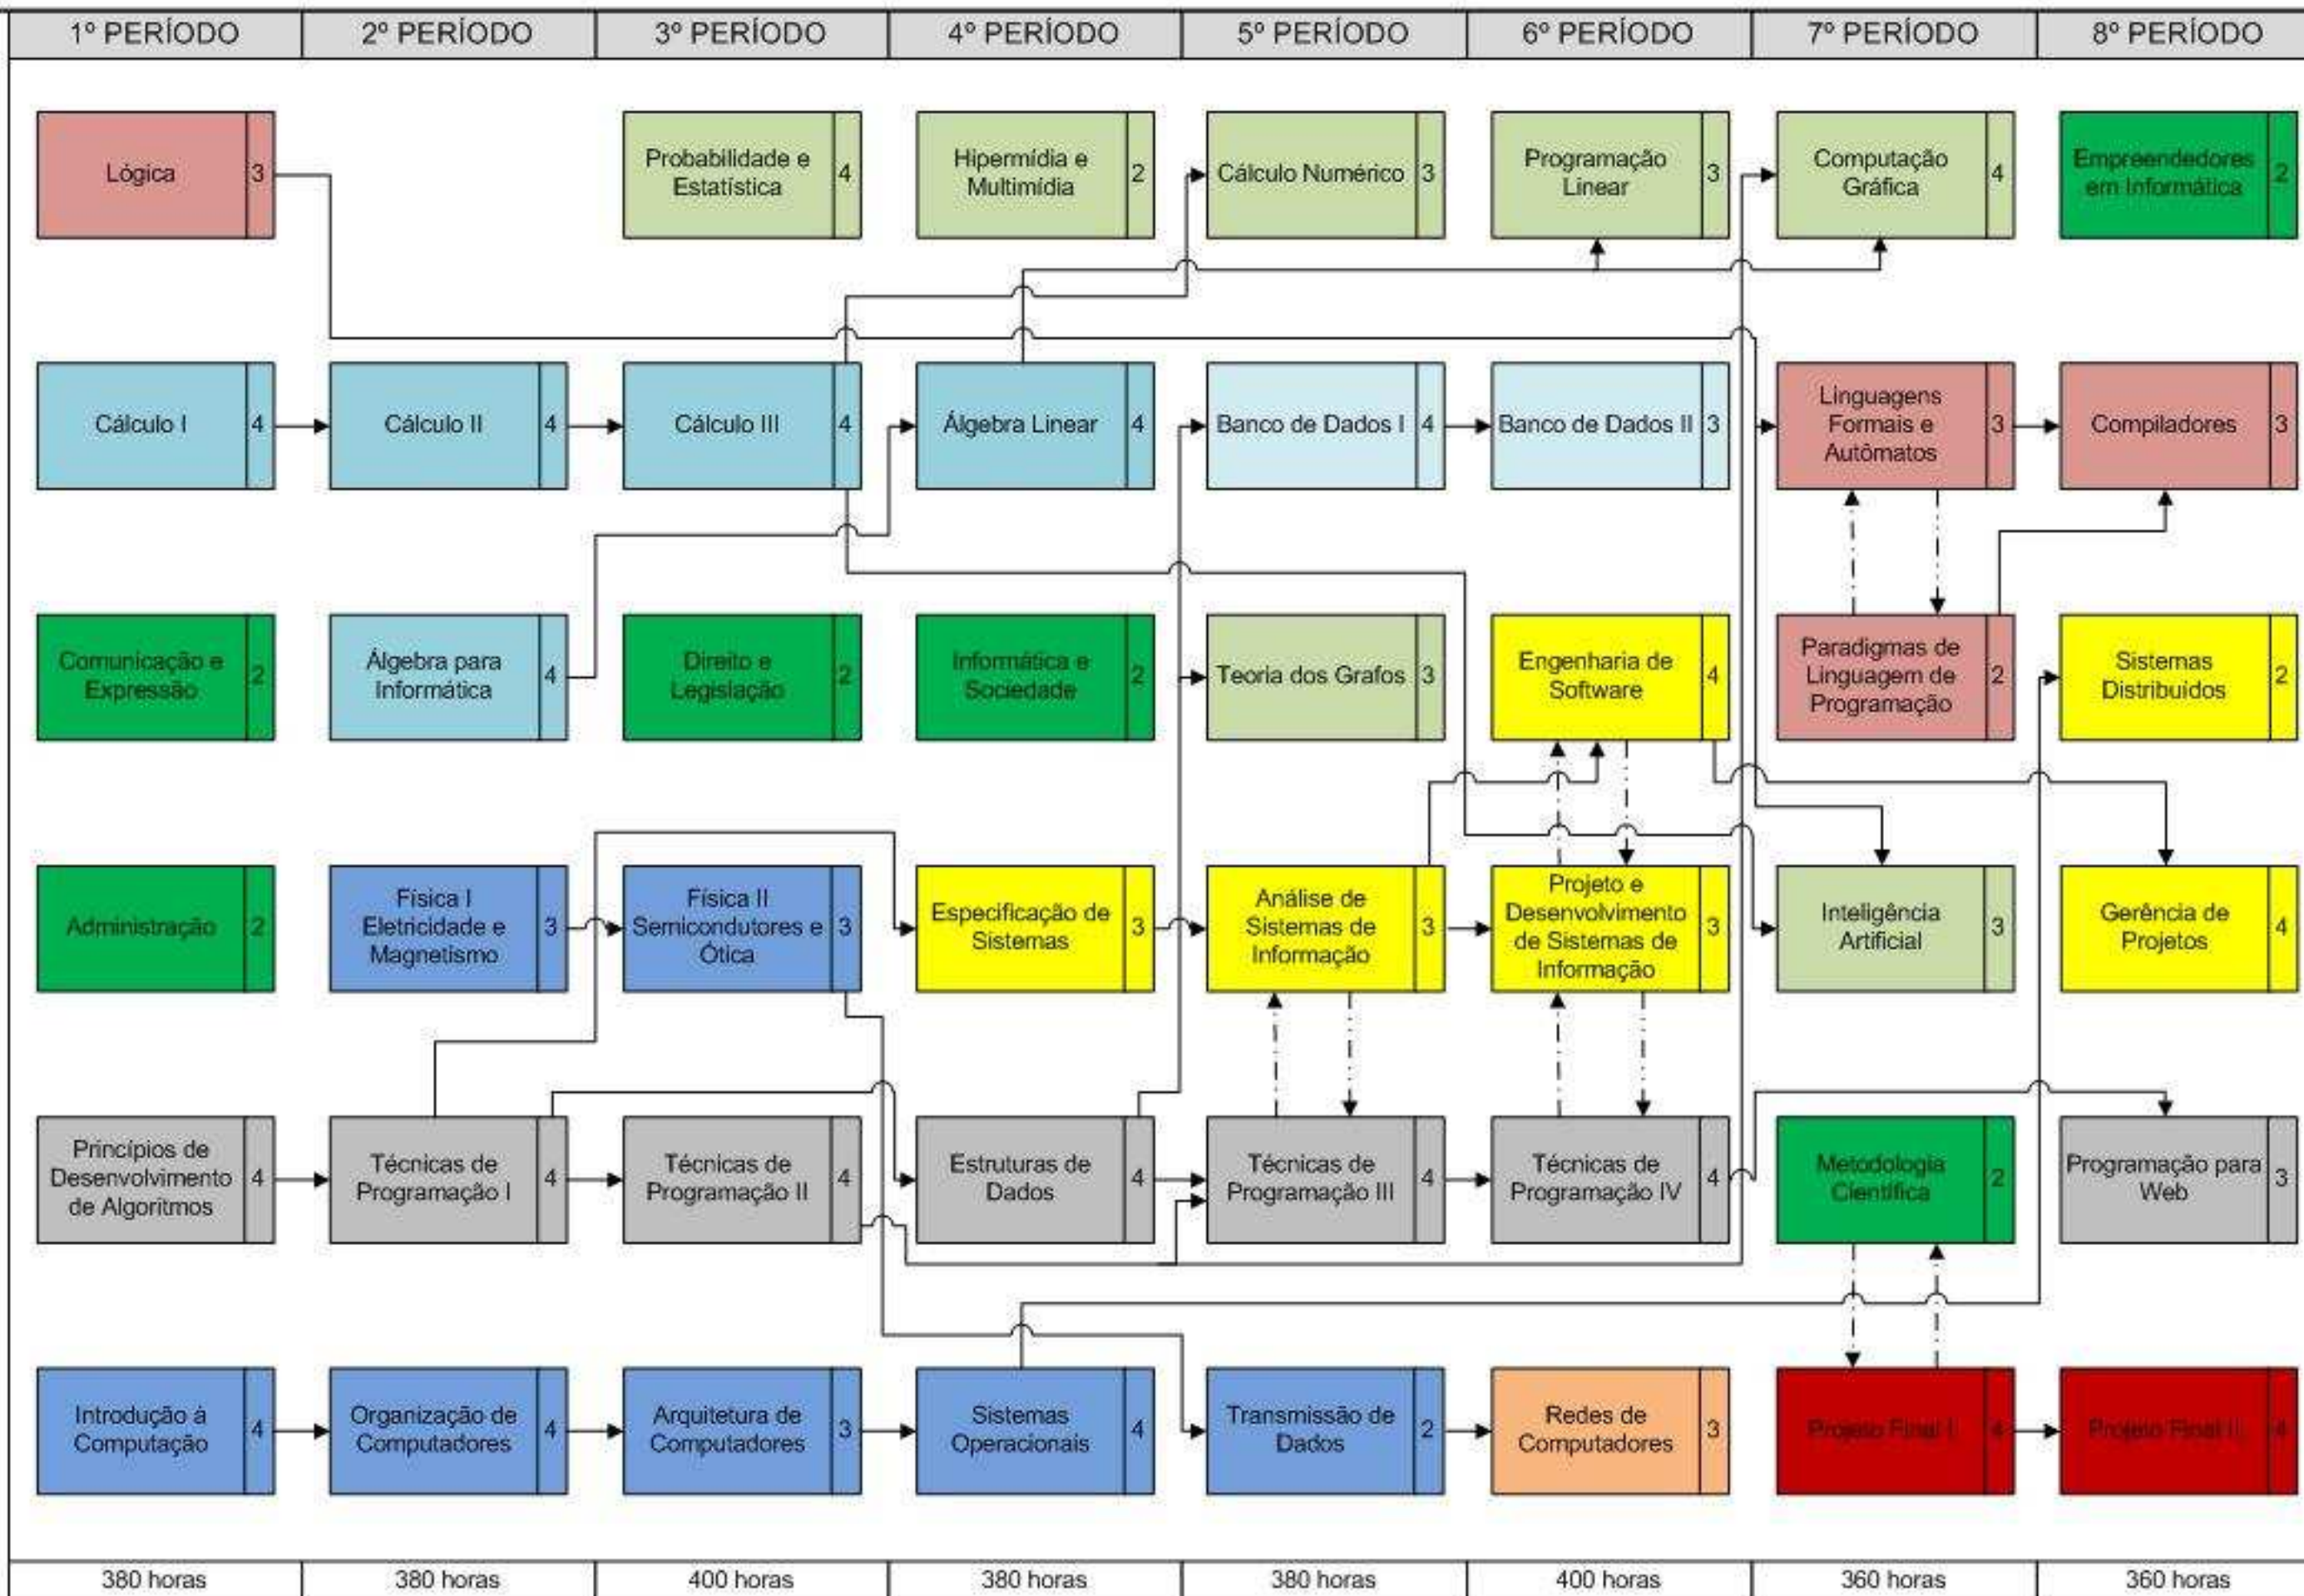 1º PERÍODO
2º PERÍODO
3º PERÍODO
4º PERÍODO
5º PERÍODO
6º PERÍODO
7º PERÍODO
8º PERÍODO
Lógica
3
Probabilidade e
Estatística
4
Hipermídia e
Multimídia
2
Cálculo Numérico
3
Programação
Linear
3
Computação
Gráfica
4
Empreendedores
em Informática
2
Cálculo I
4
Cálculo II
4
Cálculo III
4
Álgebra Linear
4
Banco de Dados I
4
Banco de Dados II
3
Linguagens
Formais e
Autômatos
3
Compiladores
3
Comunicação e
Expressão
2
Álgebra para
Informática
4
Direito e
Legislação
2
Informática e
Sociedade
2
Teoria dos Grafos
3
Engenharia de
Software
4
Paradigmas de
Linguagem de
Programação
2
Sistemas
Distribuídos
2
Administração
2
Física I
Eletricidade e
Magnetismo
3
Física II
Semicondutores e
Ótica
3
Especificação de
Sistemas
3
Análise de
Sistemas de
Informação
3
Projeto e
Desenvolvimento
de Sistemas de
Informação
3
Inteligência
Artificial
3
Gerência de
Projetos
4
Princípios de
Desenvolvimento
de Algoritmos
4
Técnicas de
Programação I
4
Técnicas de
Programação II
4
Estruturas de
Dados
4
Técnicas de
Programação III
4
Técnicas de
Programação IV
4
Metodologia
Científica
2
Programação para
Web
3
Introdução à
Computação
4
Organização de
Computadores
4
Arquitetura de
Computadores
3
Sistemas
Operacionais
4
Transmissão de
Dados
2
Redes de
Computadores
3
Projeto Final I
4
Projeto Final II
4
380 horas
380 horas
400 horas
380 horas
380 horas
400 horas
360 horas
360 horas